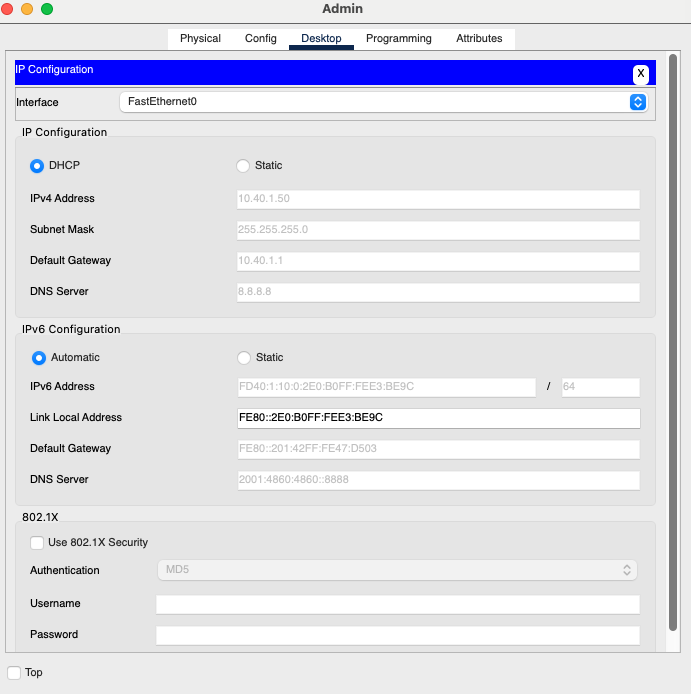 Admin
Physical Config Desktop Programming Attributes
IP Configuration X
Interface FastEthernet0
IP Configuration
DHCP Static
IPv4 Address 10.40.1.50
Subnet Mask 255.255.255.0
Default Gateway 10.40.1.1
DNS Server 8.8.8.8
IPv6 Configuration
Automatic Static
IPv6 Address FD40:1:10:0:2E0:B0FF:FEE3:BE9C / 64
Link Local Address FE80::2E0:B0FF:FEE3:BE9C
Default Gateway FE80::201:42FF:FE47:D503
DNS Server 2001:4860:4860::8888
802.1X
Use 802.1X Security
Authentication MD5
Username
Password
Top